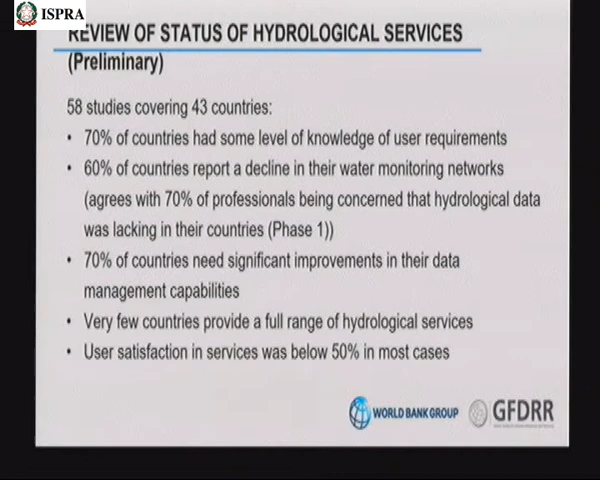 ISPRA
REVIEW OF STATUS OF HYDROLOGICAL SERVICES
(Preliminary)
58 studies covering 43 countries:
• 70% of countries had some level of knowledge of user requirements
• 60% of countries report a decline in their water monitoring networks
(agrees with 70% of professionals being concerned that hydrological data
was lacking in their countries (Phase 1))
• 70% of countries need significant improvements in their data
management capabilities
• Very few countries provide a full range of hydrological services
• User satisfaction in services was below 50% in most cases
WORLD BANK GROUP
GFDRR